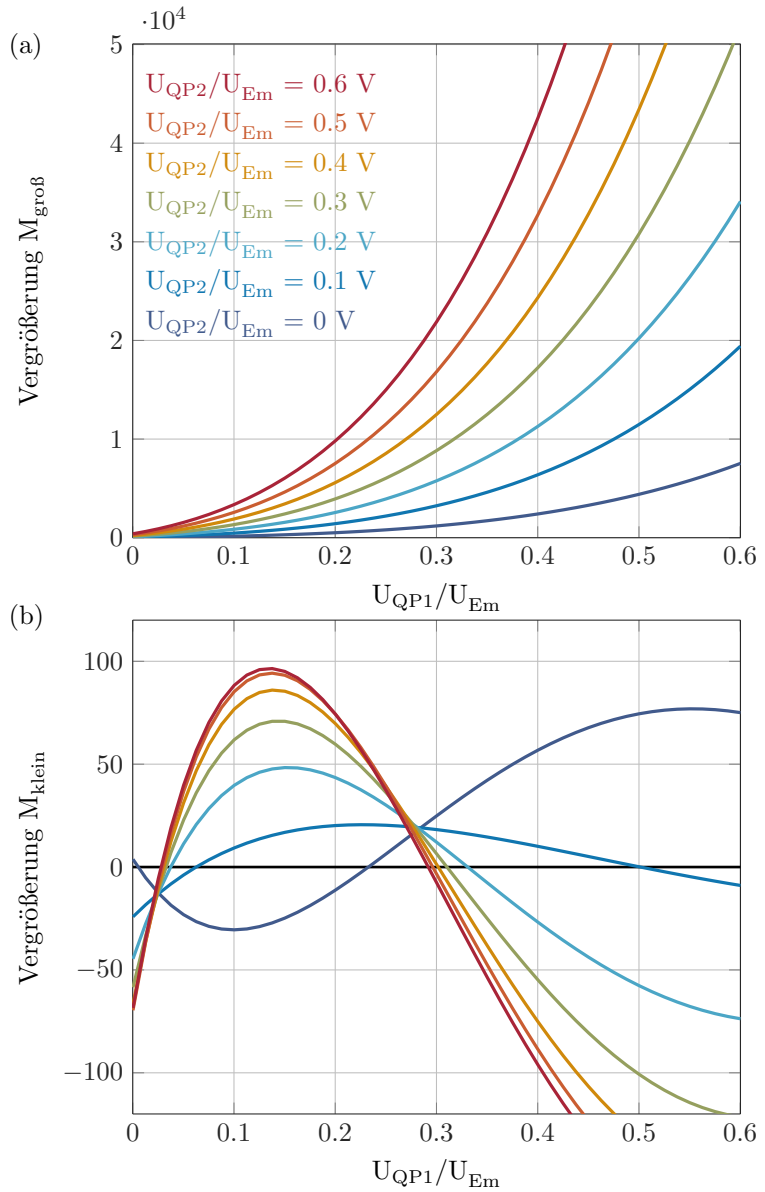 (a)
·10⁴
5
4
3
2
1
0
Vergrößerung M_groß
U_QP2/U_Em = 0.6 V
U_QP2/U_Em = 0.5 V
U_QP2/U_Em = 0.4 V
U_QP2/U_Em = 0.3 V
U_QP2/U_Em = 0.2 V
U_QP2/U_Em = 0.1 V
U_QP2/U_Em = 0 V
0 0.1 0.2 0.3 0.4 0.5 0.6
U_QP1/U_Em
(b)
100
50
0
−50
−100
Vergrößerung M_klein
0 0.1 0.2 0.3 0.4 0.5 0.6
U_QP1/U_Em